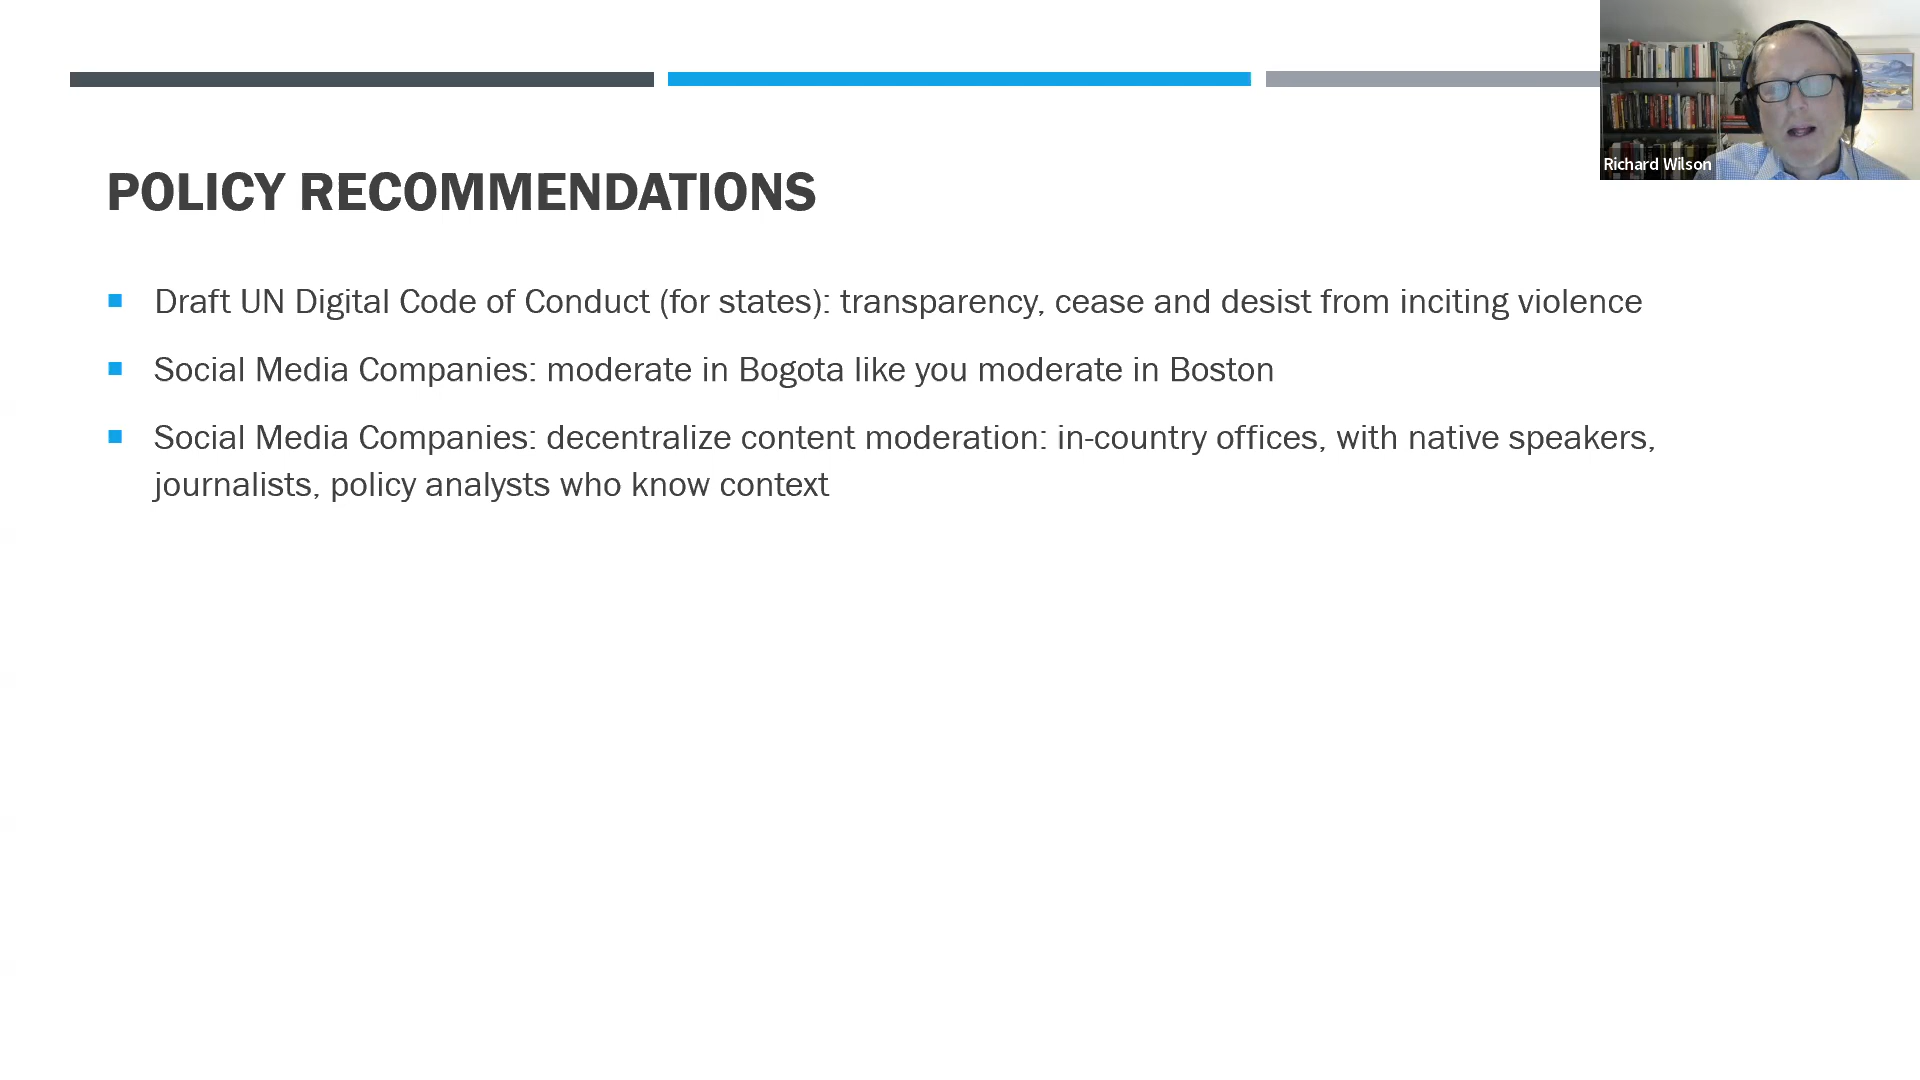 Richard Wilson
POLICY RECOMMENDATIONS
Draft UN Digital Code of Conduct (for states): transparency, cease and desist from inciting violence
Social Media Companies: moderate in Bogota like you moderate in Boston
Social Media Companies: decentralize content moderation: in-country offices, with native speakers,
journalists, policy analysts who know context